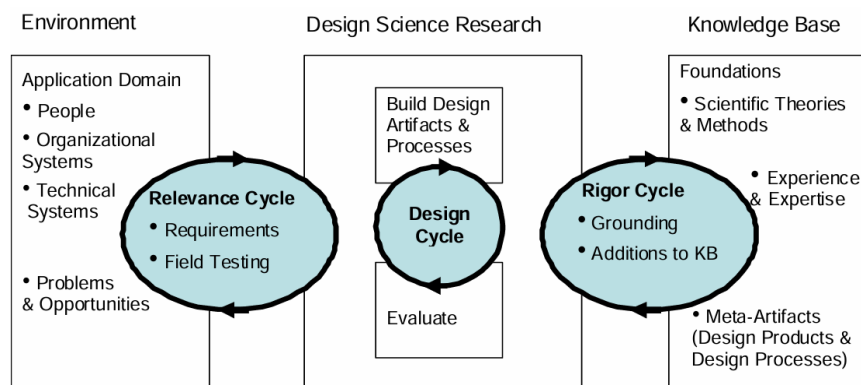 Environment
Design Science Research
Knowledge Base
Application Domain
• People
• Organizational
Systems
• Technical
Systems
• Problems
& Opportunities
Relevance Cycle
• Requirements
• Field Testing
Build Design
Artifacts &
Processes
Design
Cycle
Evaluate
Rigor Cycle
• Grounding
• Additions to KB
Foundations
• Scientific Theories
& Methods
• Experience
& Expertise
• Meta-Artifacts
(Design Products &
Design Processes)